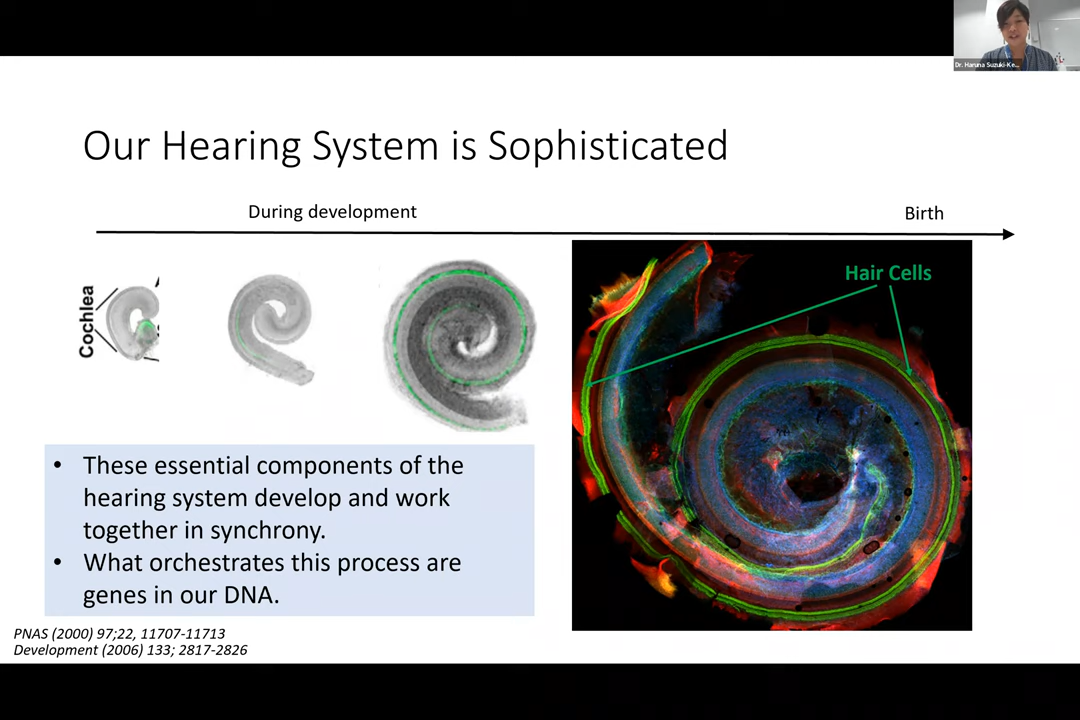 Dr. Haruna Suzuki-Ke...
Our Hearing System is Sophisticated
During development
Birth
Cochlea
Hair Cells
• These essential components of the
hearing system develop and work
together in synchrony.
• What orchestrates this process are
genes in our DNA.
PNAS (2000) 97;22, 11707-11713
Development (2006) 133; 2817-2826